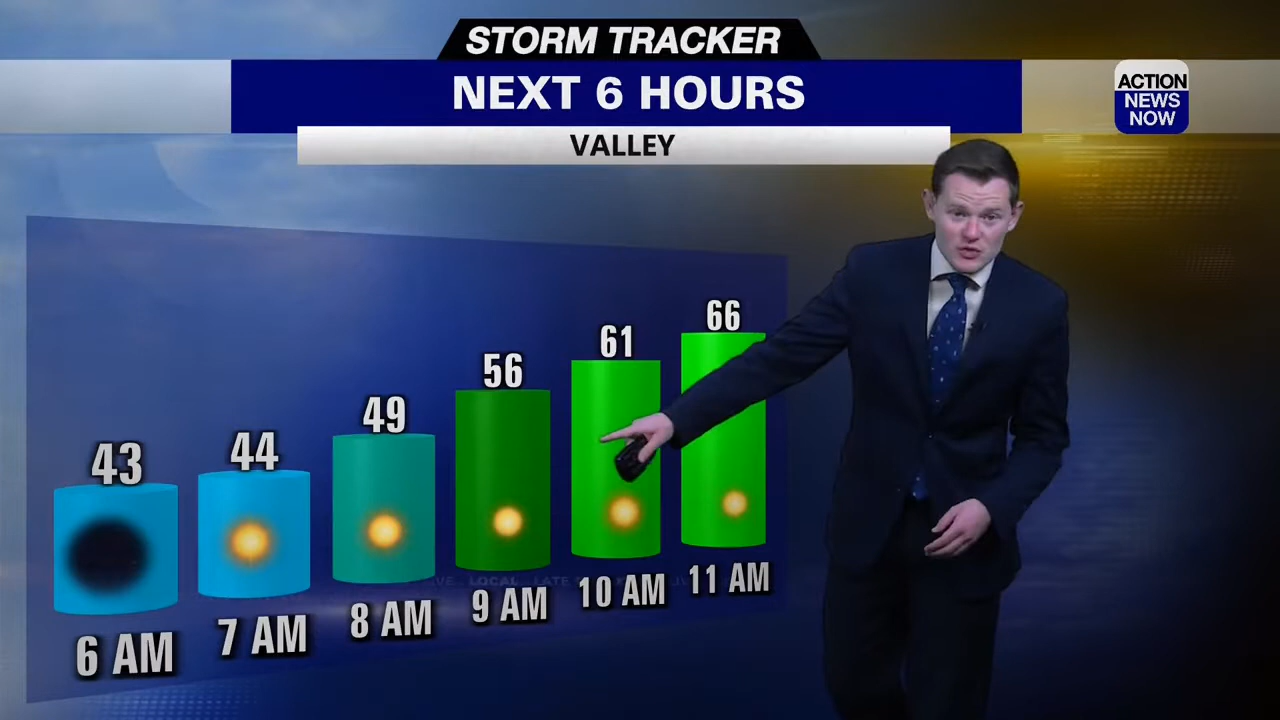 STORM TRACKER
NEXT 6 HOURS
VALLEY
ACTION
NEWS
NOW
43
44
49
56
61
66
6 AM
7 AM
8 AM
9 AM
10 AM
11 AM
LOCAL